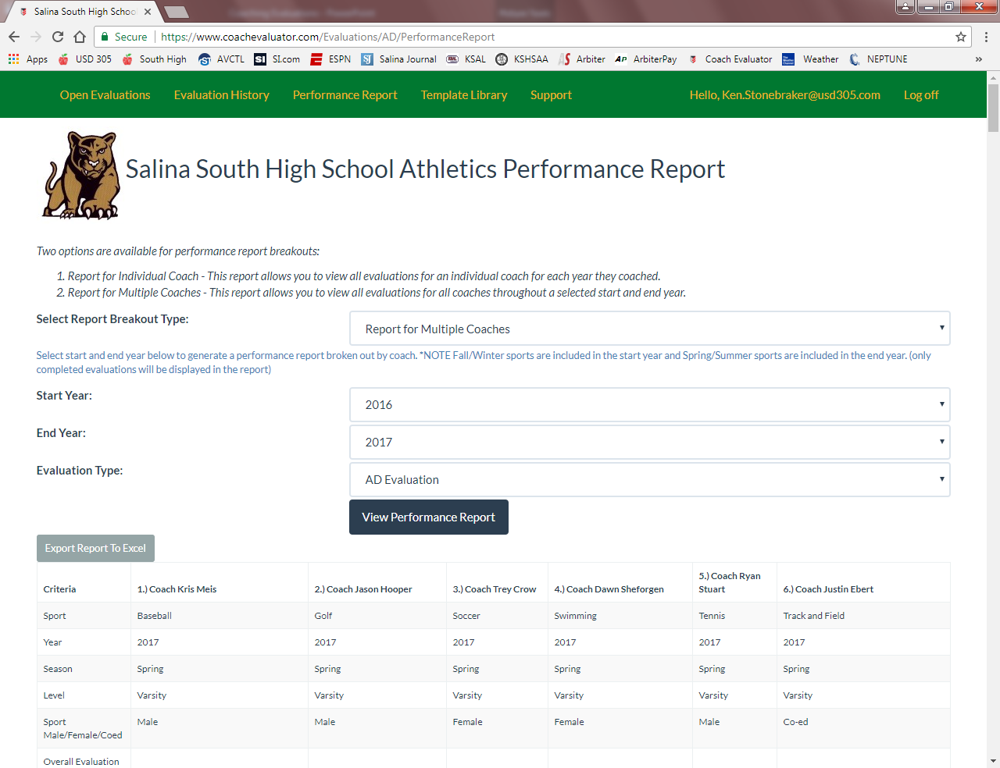 Salina South High Schoo
Secure https://www.coachevaluator.com/Evaluations/AD/PerformanceReport
Apps USD 305 South High AVCTL SI SI.com ESPN Salina Journal KSAL KSHSAA Arbiter AP ArbiterPay Coach Evaluator Weather NEPTUNE »
Open Evaluations Evaluation History Performance Report Template Library Support Hello, Ken.Stonebraker@usd305.com Log off
Salina South High School Athletics Performance Report
Two options are available for performance report breakouts:
1. Report for Individual Coach - This report allows you to view all evaluations for an individual coach for each year they coached.
2. Report for Multiple Coaches - This report allows you to view all evaluations for all coaches throughout a selected start and end year.
Select Report Breakout Type: Report for Multiple Coaches
Select start and end year below to generate a performance report broken out by coach. *NOTE Fall/Winter sports are included in the start year and Spring/Summer sports are included in the end year. (only
completed evaluations will be displayed in the report)
Start Year: 2016
End Year: 2017
Evaluation Type: AD Evaluation
View Performance Report
Export Report To Excel
Criteria 1.) Coach Kris Meis 2.) Coach Jason Hooper 3.) Coach Trey Crow 4.) Coach Dawn Sheforgen 5.) Coach Ryan Stuart 6.) Coach Justin Ebert
Sport Baseball Golf Soccer Swimming Tennis Track and Field
Year 2017 2017 2017 2017 2017 2017
Season Spring Spring Spring Spring Spring Spring
Level Varsity Varsity Varsity Varsity Varsity Varsity
Sport Male/Female/Coed Male Male Female Female Male Co-ed
Overall Evaluation